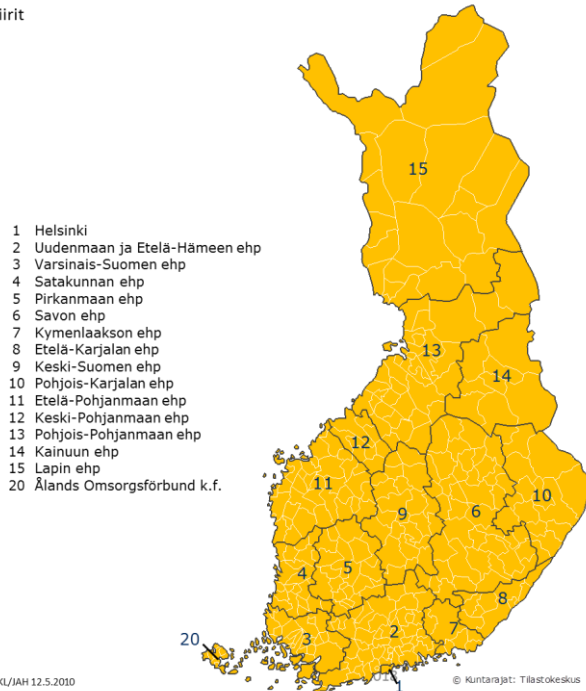 iirit
1 Helsinki
2 Uudenmaan ja Etelä-Hämeen ehp
3 Varsinais-Suomen ehp
4 Satakunnan ehp
5 Pirkanmaan ehp
6 Savon ehp
7 Kymenlaakson ehp
8 Etelä-Karjalan ehp
9 Keski-Suomen ehp
10 Pohjois-Karjalan ehp
11 Etelä-Pohjanmaan ehp
12 Keski-Pohjanmaan ehp
13 Pohjois-Pohjanmaan ehp
14 Kainuun ehp
15 Lapin ehp
20 Ålands Omsorgsförbund k.f.
15
13
14
12
11
10
9
6
5
4
8
3
2
7
20
1
KL/JAH 12.5.2010
© Kuntarajat: Tilastokeskus